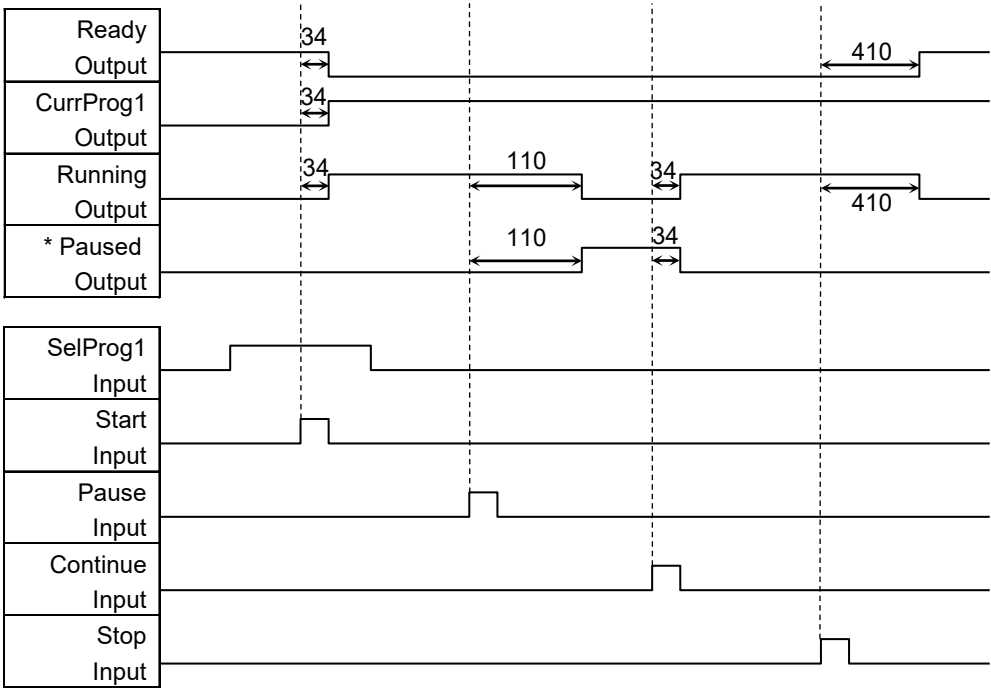 Ready
Output
34
410
CurrProg1
Output
34
Running
Output
34
110
34
410
* Paused
Output
110
34
SelProg1
Input
Start
Input
Pause
Input
Continue
Input
Stop
Input